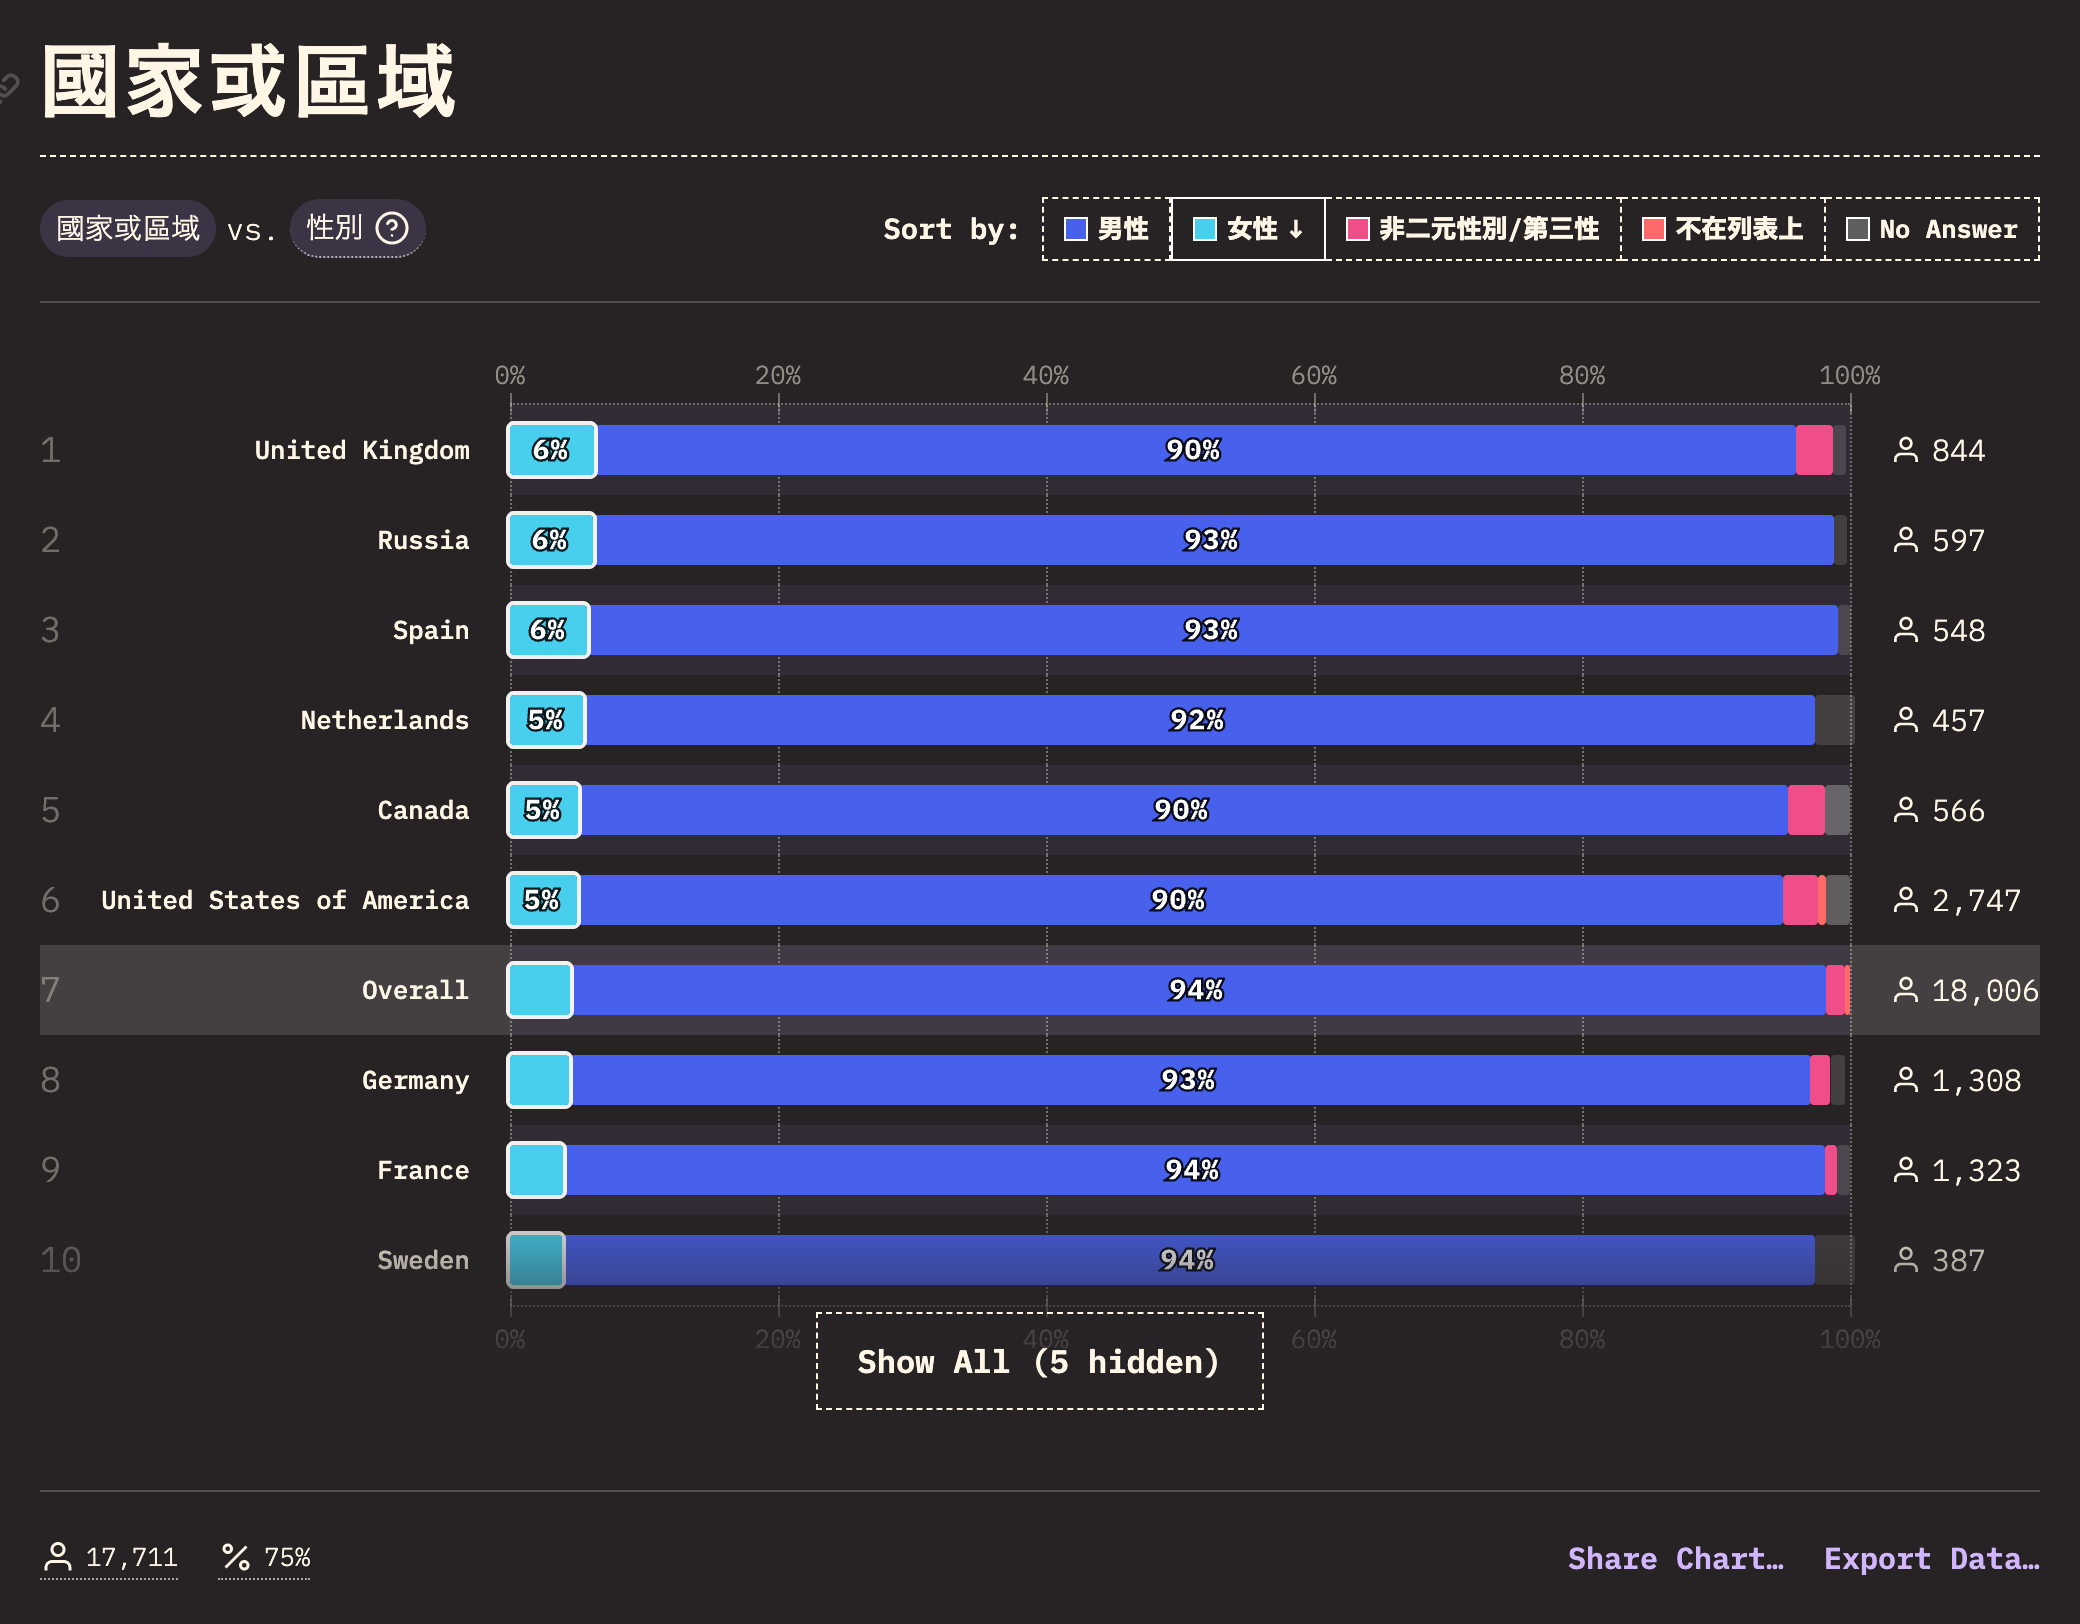 國家或區域
國家或區域 vs. 性別 Sort by: 男性 女性 ↓ 非二元性別/第三性 不在列表上 No Answer
0% 20% 40% 60% 80% 100%
1 United Kingdom 6% 90% 844
2 Russia 6% 93% 597
3 Spain 6% 93% 548
4 Netherlands 5% 92% 457
5 Canada 5% 90% 566
6 United States of America 5% 90% 2,747
7 Overall 94% 18,006
8 Germany 93% 1,308
9 France 94% 1,323
10 Sweden 94% 387
0% 20% 40% 60% 80% 100%
Show All (5 hidden)
17,711 75% Share Chart… Export Data…